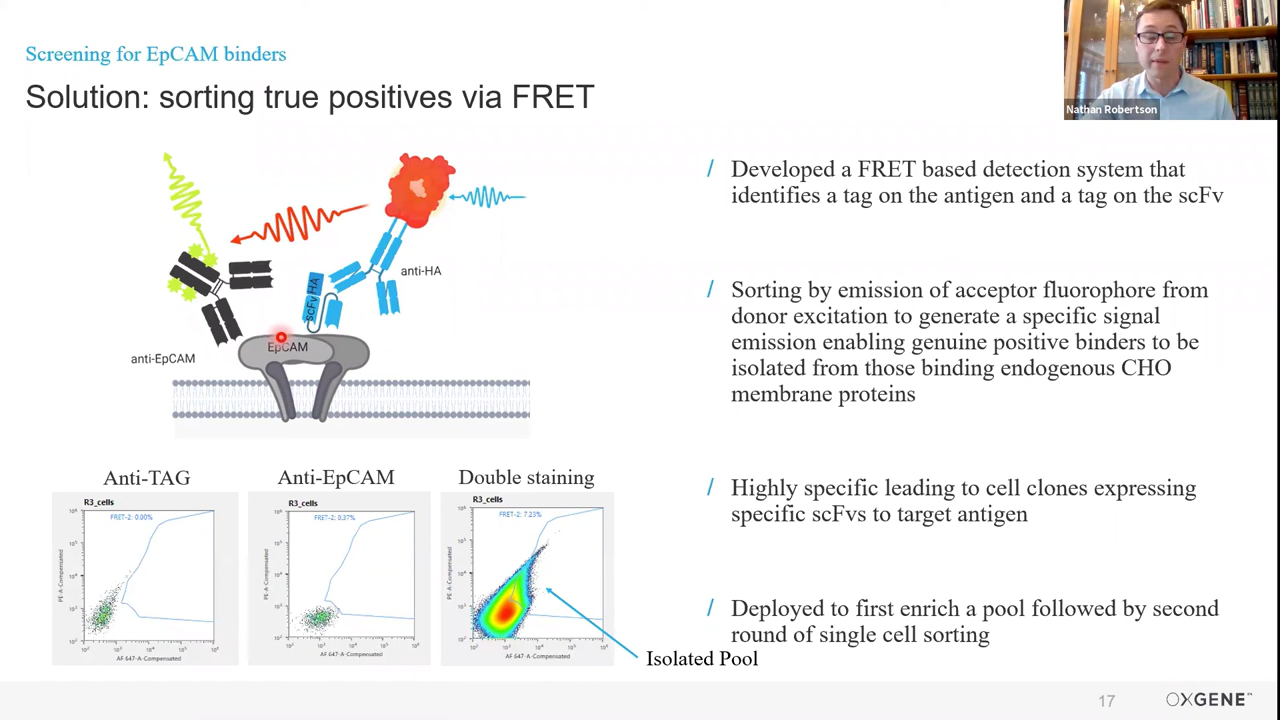 Screening for EpCAM binders
Solution: sorting true positives via FRET
Nathan Robertson
/ Developed a FRET based detection system that
identifies a tag on the antigen and a tag on the scFv
/ Sorting by emission of acceptor fluorophore from
donor excitation to generate a specific signal
emission enabling genuine positive binders to be
isolated from those binding endogenous CHO
membrane proteins
/ Highly specific leading to cell clones expressing
specific scFvs to target antigen
/ Deployed to first enrich a pool followed by second
round of single cell sorting
anti-HA
scFv HA
EpCAM
anti-EpCAM
Anti-TAG
Anti-EpCAM
Double staining
R3_cells
FRET-2: 0.00%
PE-A-Compensated
AF 647-A-Compensated
R3_cells
FRET-2: 0.37%
PE-A-Compensated
AF 647-A-Compensated
R3_cells
FRET-2: 7.23%
PE-A-Compensated
AF 647-A-Compensated
Isolated Pool
17
OXGENE™